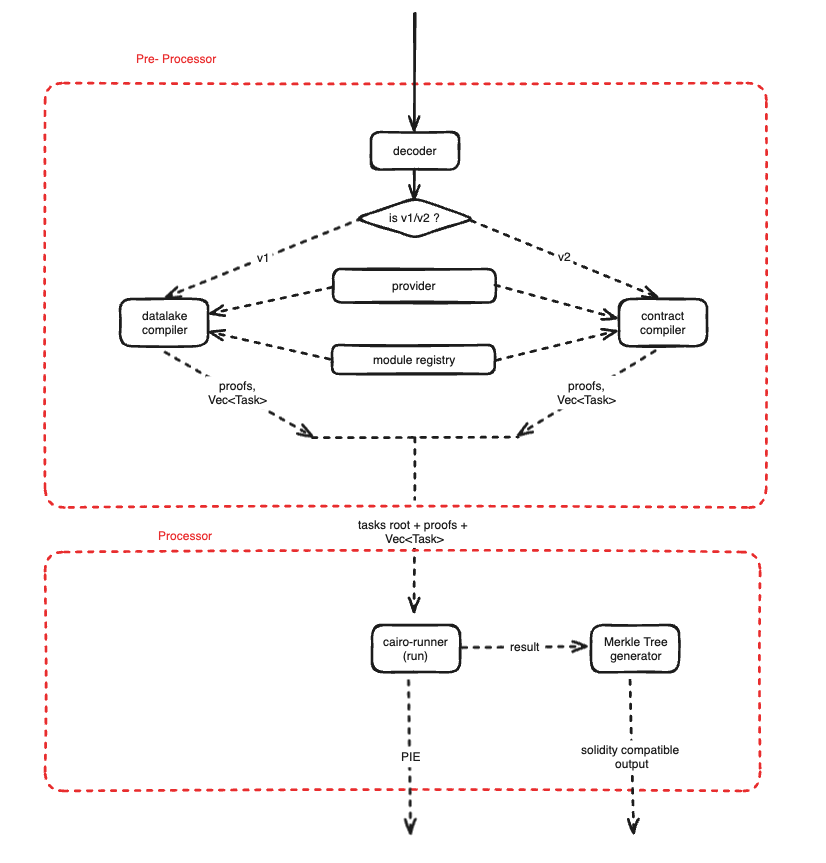 Pre- Processor
decoder
is v1/v2 ?
v1
v2
provider
datalake
compiler
contract
compiler
module registry
proofs,
Vec<Task>
proofs,
Vec<Task>
tasks root + proofs +
Vec<Task>
Processor
cairo-runner
(run)
result
Merkle Tree
generator
PIE
solidity compatible
output